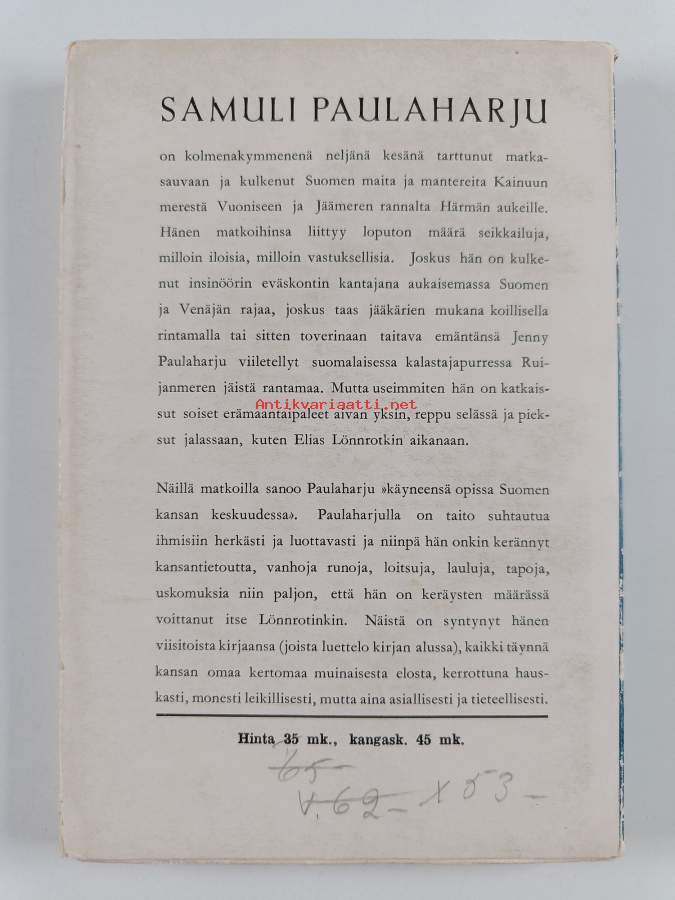 SAMULI PAULAHARJU
on kolmenakymmenenä neljänä kesänä tarttunut matka-
sauvaan ja kulkenut Suomen maita ja mantereita Kainuun
merestä Vuoniseen ja Jäämeren rannalta Härmän aukeille.
Hänen matkoihinsa liittyy loputon määrä seikkailuja,
milloin iloisia, milloin vastuksellisia. Joskus hän on kulke-
nut insinöörin eväskontin kantajana aukaisemassa Suomen
ja Venäjän rajaa, joskus taas jääkärien mukana koillisella
rintamalla tai sitten toverinaan taitava emäntänsä Jenny
Paulaharju viiletellyt suomalaisessa kalastajapurressa Rui-
janmeren jäistä rantamaa. Mutta useimmiten hän on katkais-
Antikvariaatti.net
sut soiset erämaantaipaleet aivan yksin, reppu selässä ja piek-
sut jalassaan, kuten Elias Lönnrotkin aikanaan.
Näillä matkoilla sanoo Paulaharju »käyneensä opissa Suomen
kansan keskuudessa». Paulaharjulla on taito suhtautua
ihmisiin herkästi ja luottavasti ja niinpä hän onkin kerännyt
kansantietoutta, vanhoja runoja, loitsuja, lauluja, tapoja,
uskomuksia niin paljon, että hän on keräysten määrässä
voittanut itse Lönnrotinkin. Näistä on syntynyt hänen
viisitoista kirjaansa (joista luettelo kirjan alussa), kaikki täynnä
kansan omaa kertomaa muinaisesta elosta, kerrottuna haus-
kasti, monesti leikillisesti, mutta aina asiallisesti ja tieteellisesti.
Hinta 35 mk., kangask. 45 mk.
65-
v.62- x 53-